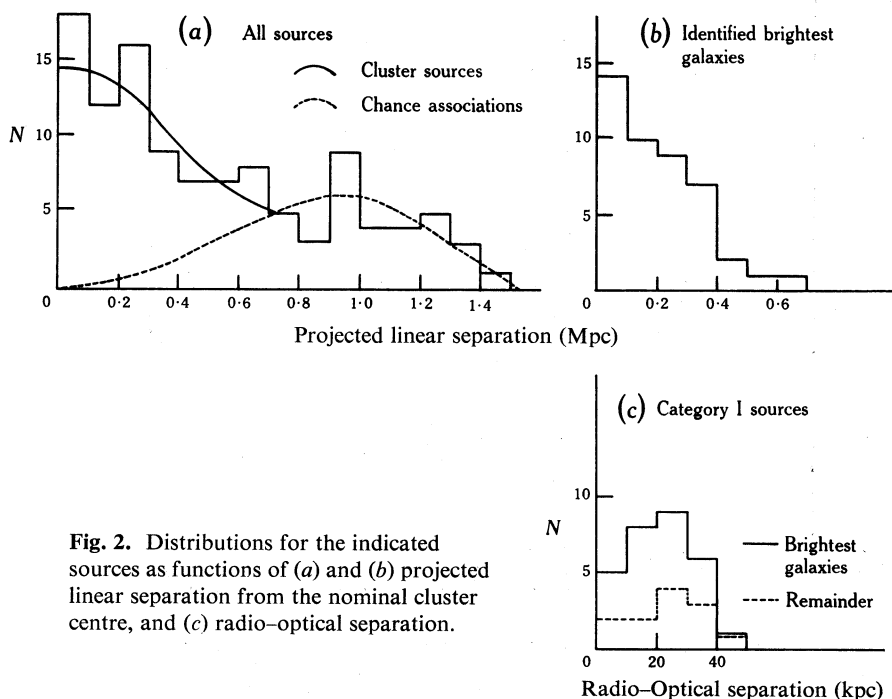 (a) All sources
Cluster sources
Chance associations
N
15
10
5
0
0·2 0·4 0·6 0·8 1·0 1·2 1·4
(b) Identified brightest
galaxies
15
10
5
0
0·2 0·4 0·6
Projected linear separation (Mpc)
(c) Category I sources
N
10
5
0
20 40
Brightest
galaxies
Remainder
Radio–Optical separation (kpc)
Fig. 2. Distributions for the indicated
sources as functions of (a) and (b) projected
linear separation from the nominal cluster
centre, and (c) radio–optical separation.